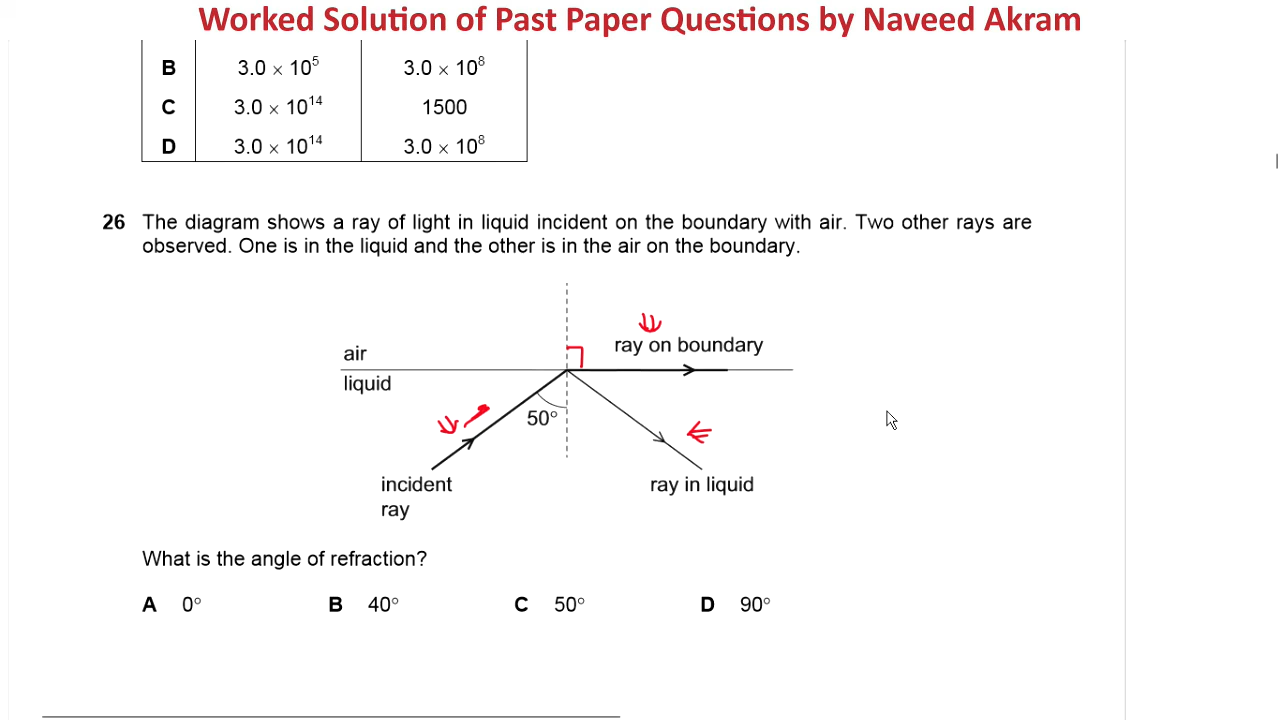 Worked Solution of Past Paper Questions by Naveed Akram
B 3.0 × 10⁵ 3.0 × 10⁸
C 3.0 × 10¹⁴ 1500
D 3.0 × 10¹⁴ 3.0 × 10⁸
26 The diagram shows a ray of light in liquid incident on the boundary with air. Two other rays are
observed. One is in the liquid and the other is in the air on the boundary.
ray on boundary
air
liquid
50°
incident
ray
ray in liquid
What is the angle of refraction?
A 0° B 40° C 50° D 90°